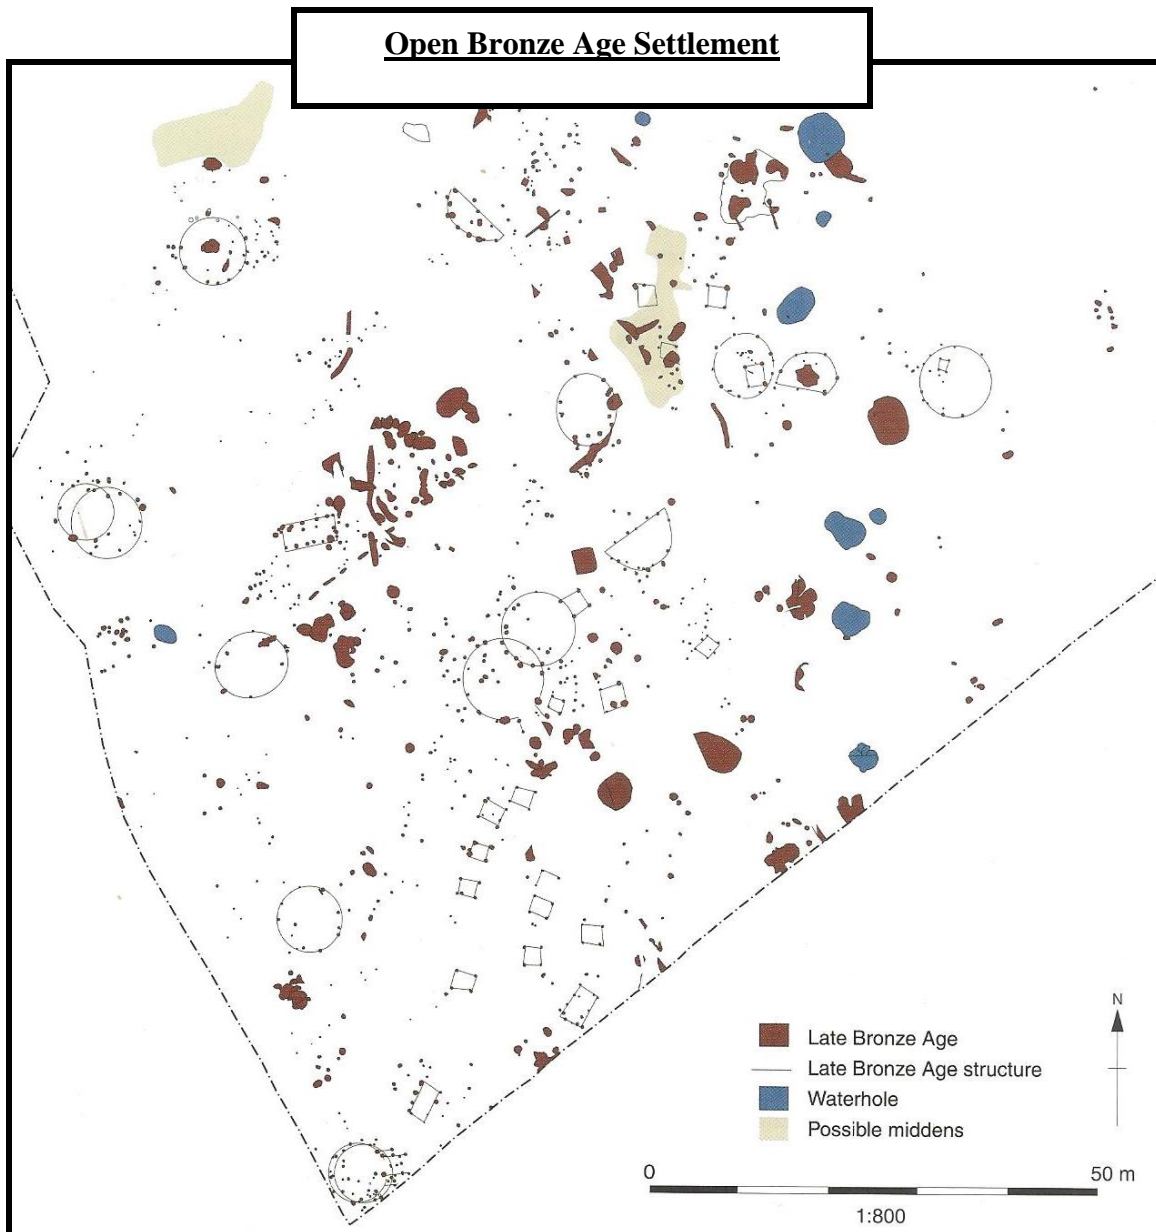 Open Bronze Age Settlement
N
Late Bronze Age
Late Bronze Age structure
Waterhole
Possible middens
0 50 m
1:800